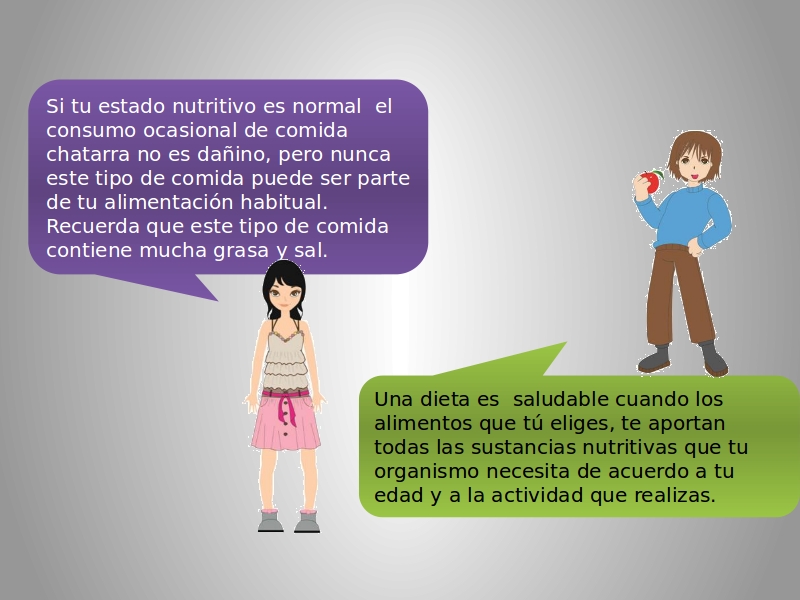 Si tu estado nutritivo es normal  el
consumo ocasional de comida
chatarra no es dañino, pero nunca
este tipo de comida puede ser parte
de tu alimentación habitual.
Recuerda que este tipo de comida
contiene mucha grasa y sal.
Una dieta es  saludable cuando los
alimentos que tú eliges, te aportan
todas las sustancias nutritivas que tu
organismo necesita de acuerdo a tu
edad y a la actividad que realizas.